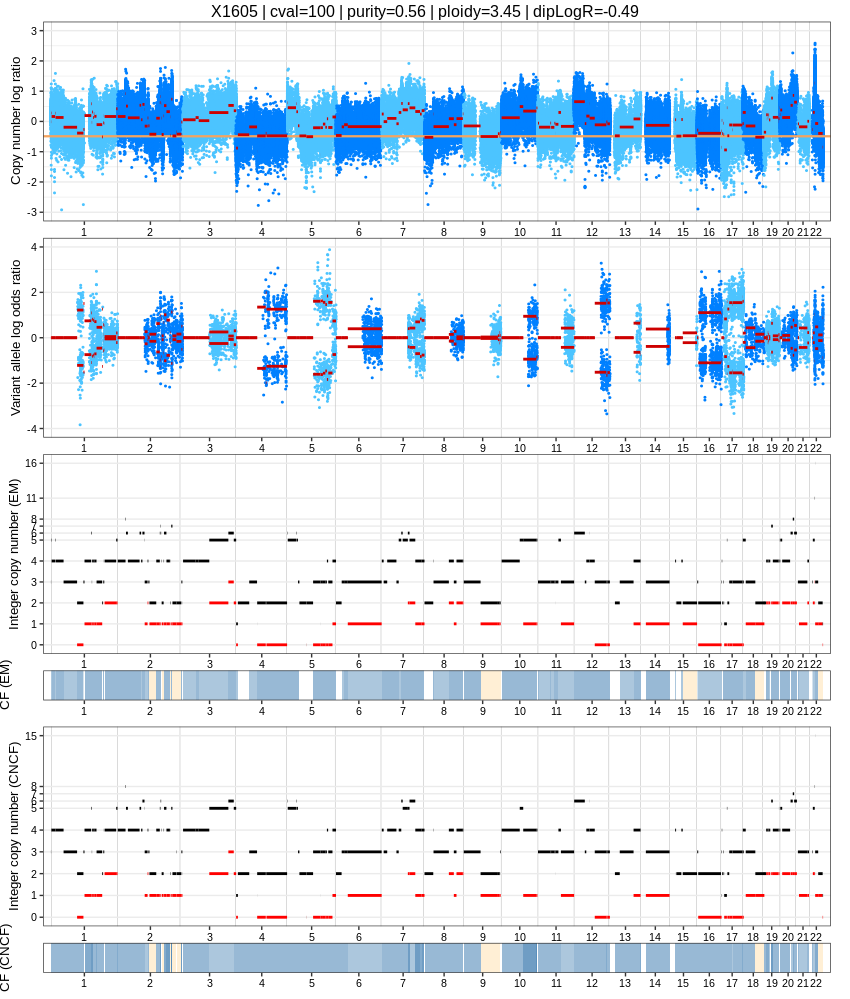 X1605 | cval=100 | purity=0.56 | ploidy=3.45 | dipLogR=-0.49
Copy number log ratio
3
2
1
0
-1
-2
-3
1 2 3 4 5 6 7 8 9 10 11 12 13 14 15 16 17 18 19 20 21 22
Variant allele log odds ratio
4
2
0
-2
-4
1 2 3 4 5 6 7 8 9 10 11 12 13 14 15 16 17 18 19 20 21 22
Integer copy number (EM)
16
11
8
7
6
5
4
3
2
1
0
1 2 3 4 5 6 7 8 9 10 11 12 13 14 15 16 17 18 19 20 21 22
CF (EM)
1 2 3 4 5 6 7 8 9 10 11 12 13 14 15 16 17 18 19 20 21 22
Integer copy number (CNCF)
15
8
7
6
5
4
3
2
1
0
1 2 3 4 5 6 7 8 9 10 11 12 13 14 15 16 17 18 19 20 21 22
CF (CNCF)
1 2 3 4 5 6 7 8 9 10 11 12 13 14 15 16 17 18 19 20 21 22